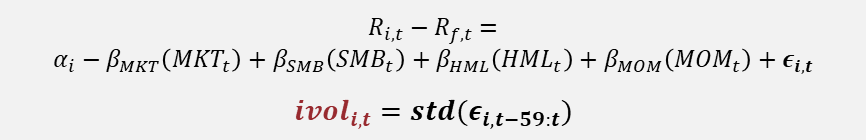 R_{i,t} − R_{f,t} =
α_i − β_{MKT}(MKT_t) + β_{SMB}(SMB_t) + β_{HML}(HML_t) + β_{MOM}(MOM_t) + ϵ_{i,t}
ivol_{i,t} = std(ϵ_{i,t−59:t})